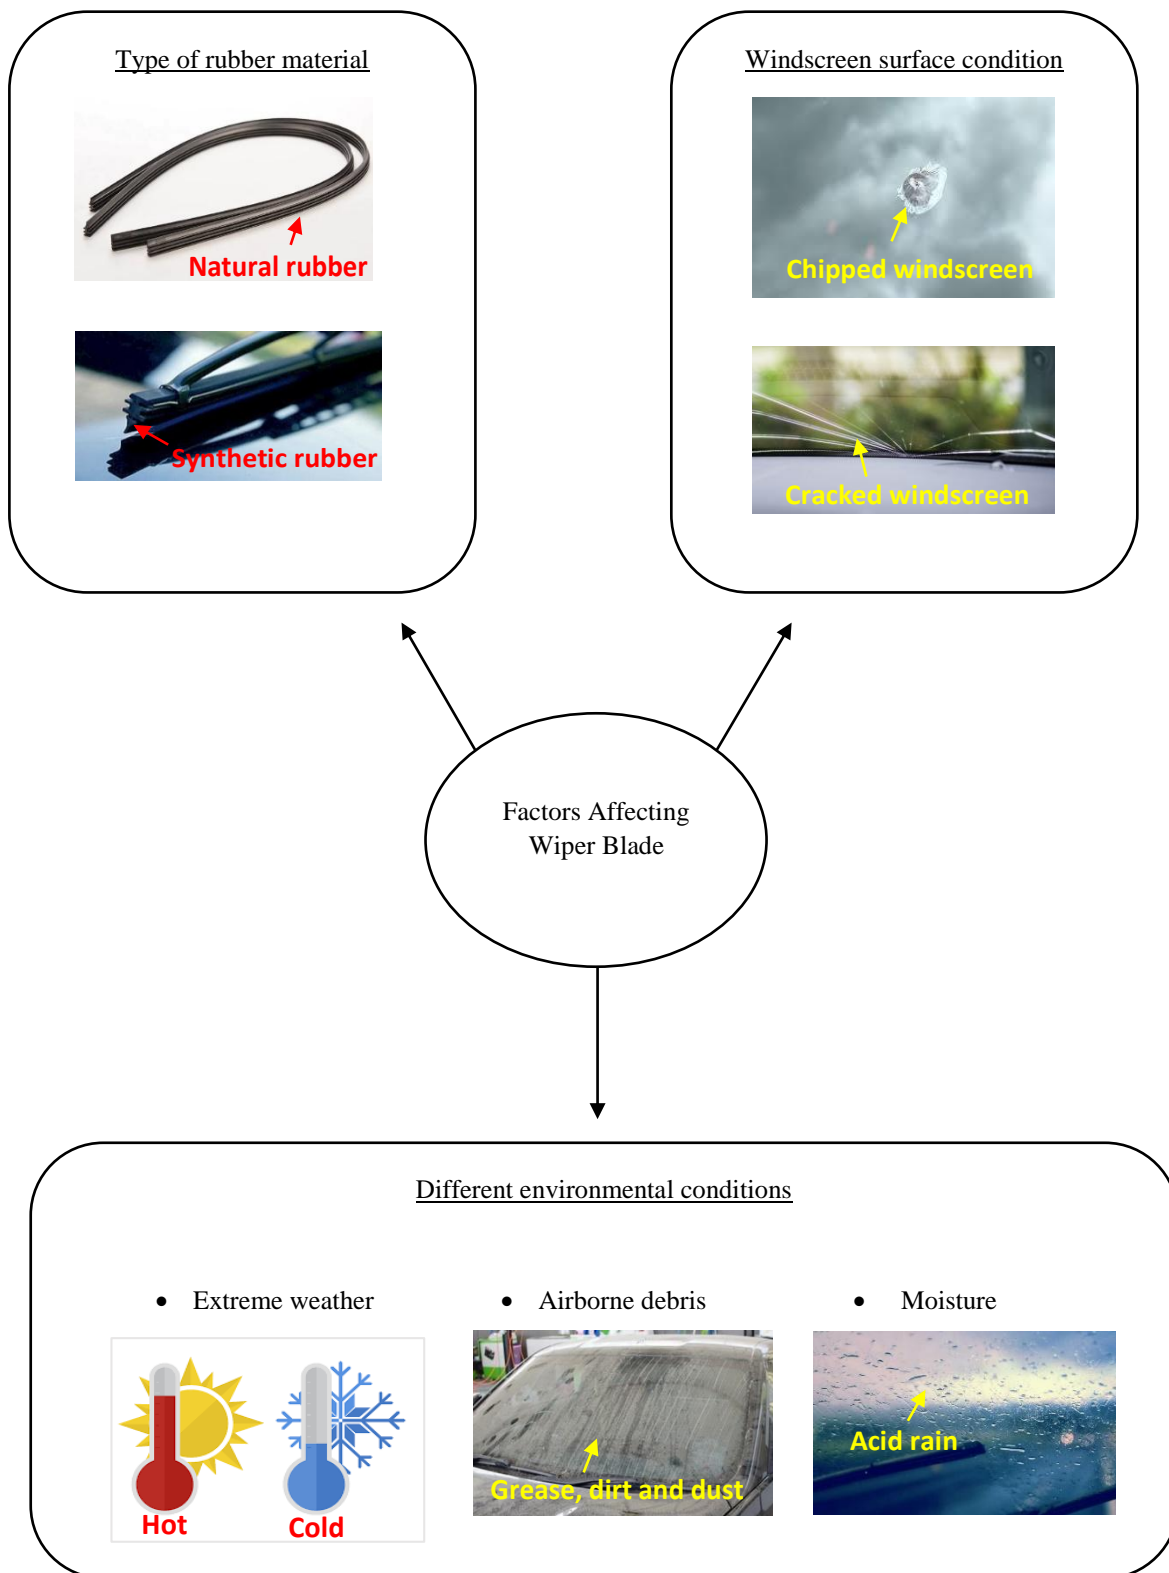 Type of rubber material
Natural rubber
Synthetic rubber
Windscreen surface condition
Chipped windscreen
Cracked windscreen
Factors Affecting
Wiper Blade
Different environmental conditions
• Extreme weather
Hot
Cold
• Airborne debris
Grease, dirt and dust
• Moisture
Acid rain